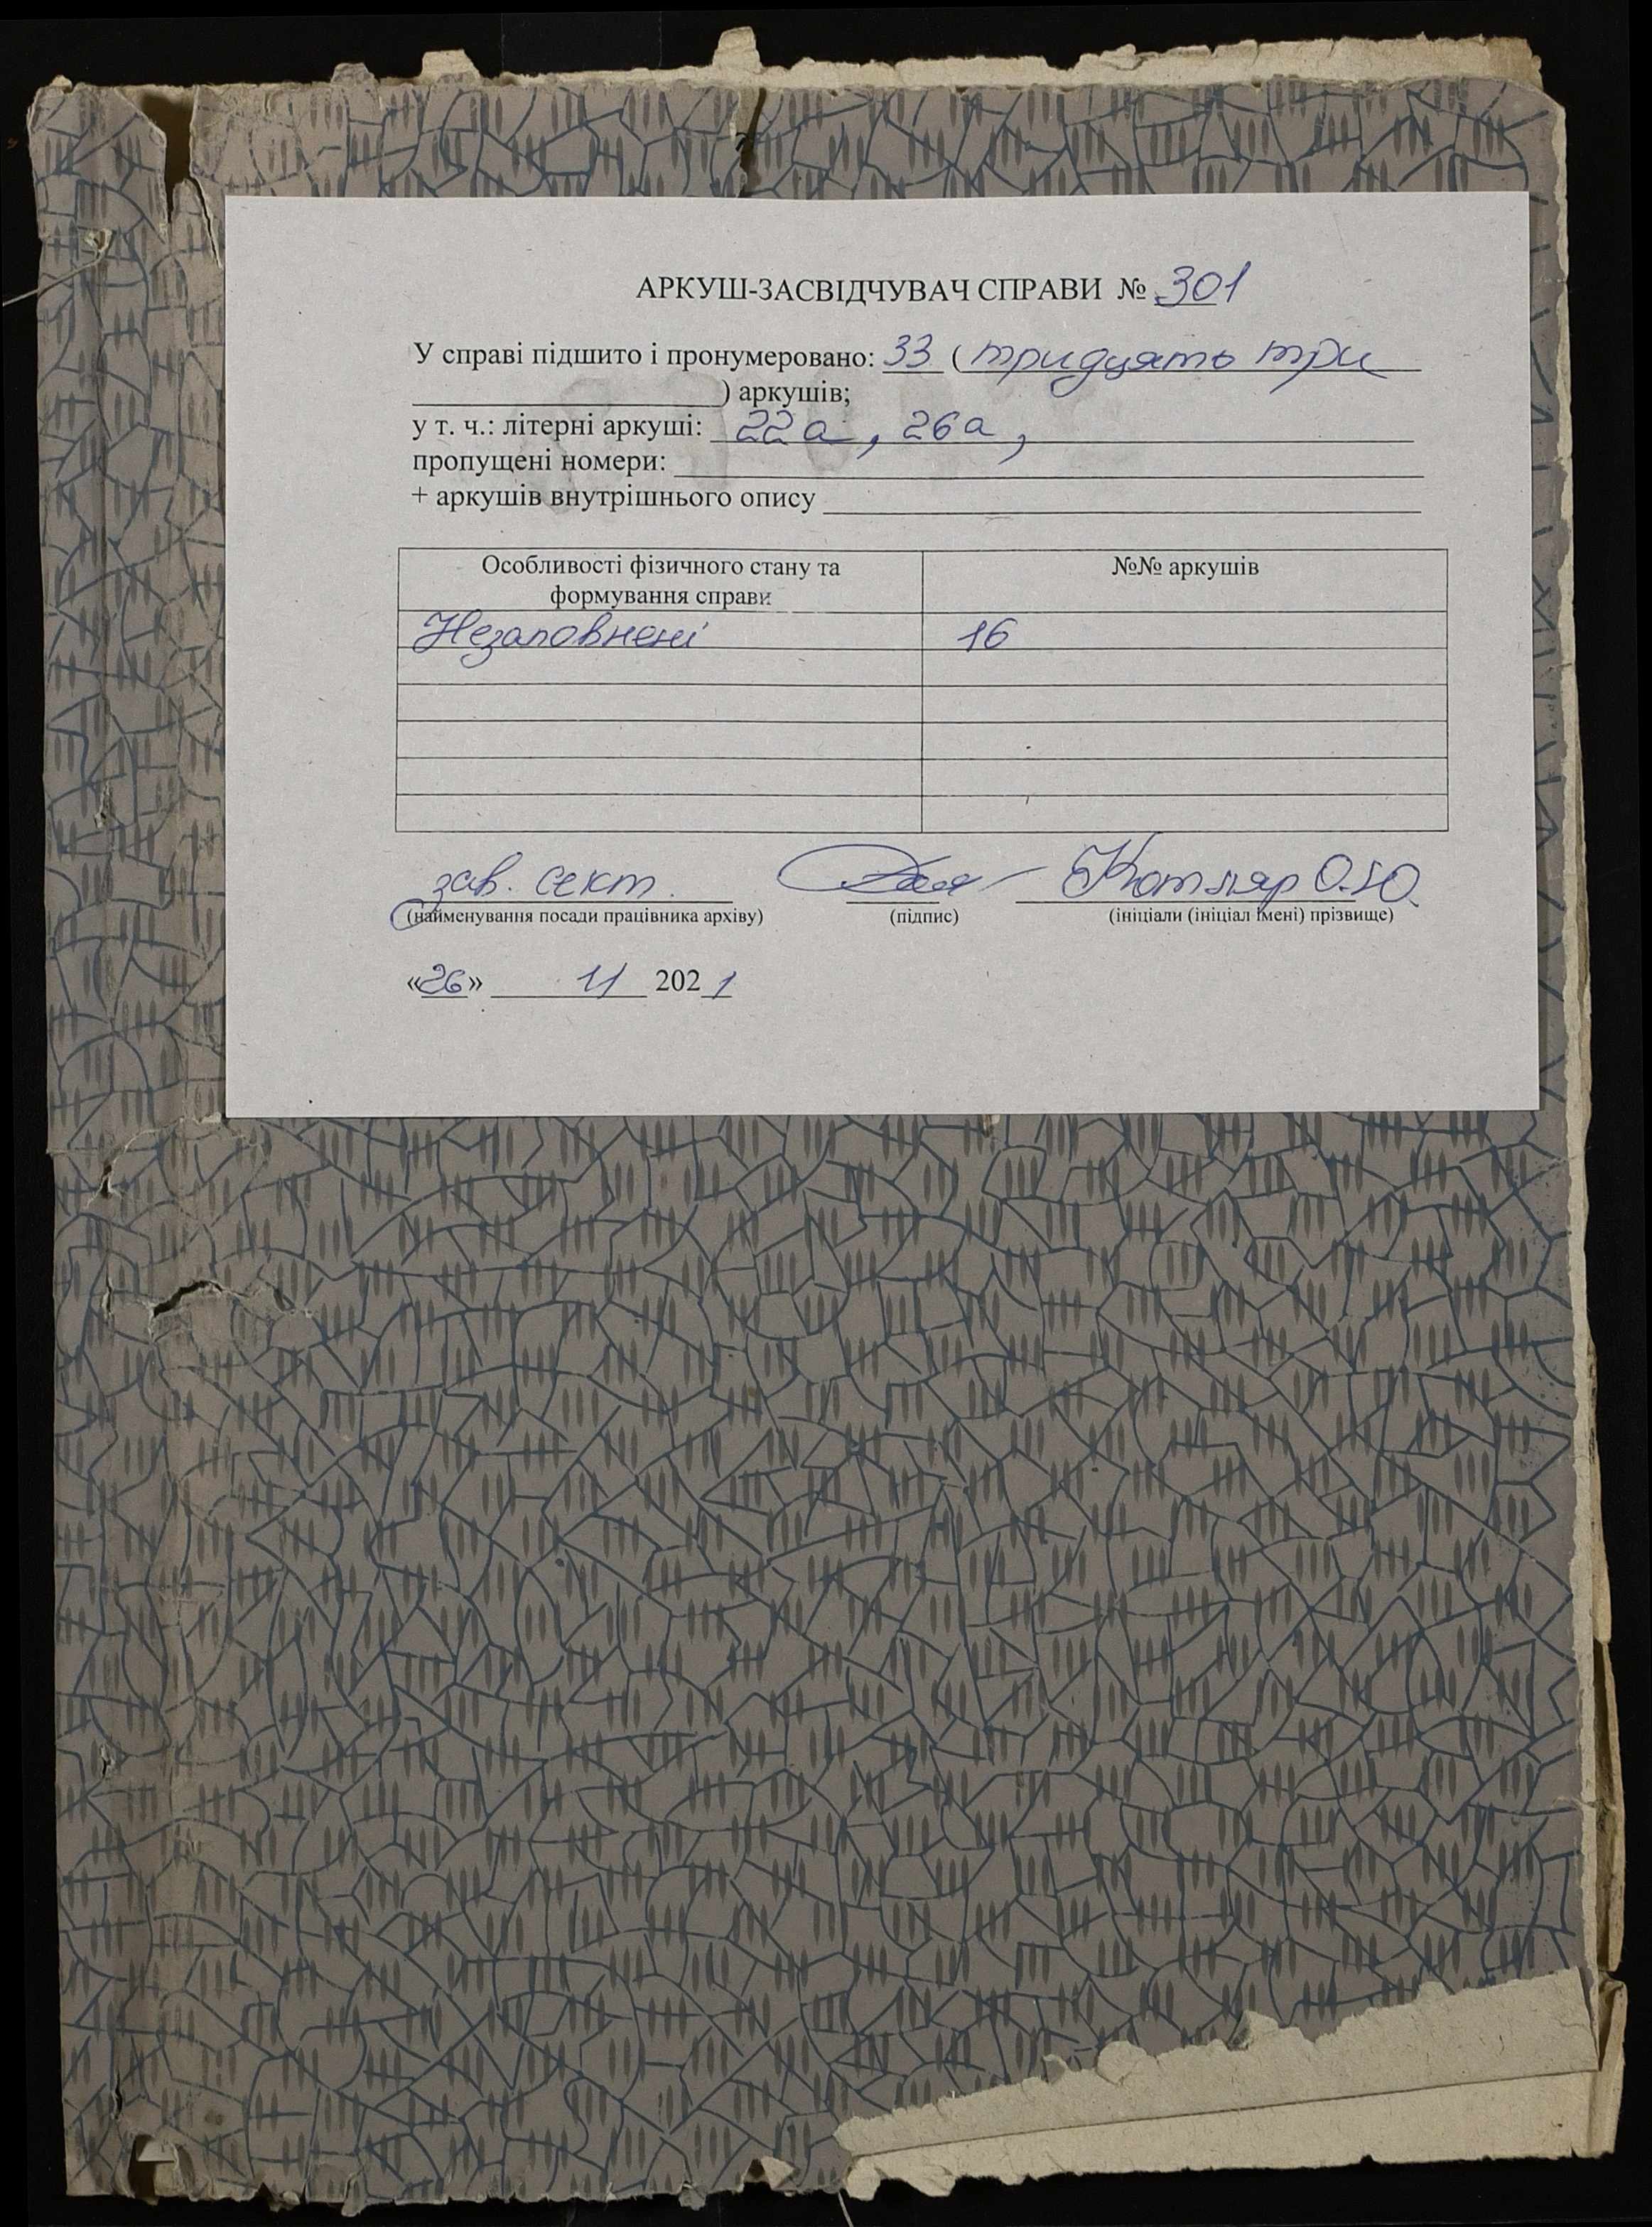 АРКУШ-ЗАСВІДЧУВАЧ СПРАВИ № 301
У справі підшито і пронумеровано: 33 ( тридцять три
) аркушів;
у т. ч.: літерні аркуші: 22а, 26а,
пропущені номери:
+ аркушів внутрішнього опису
Особливості фізичного стану та формування справи №№ аркушів
Незаповнені 16
зав. сект. Котляр О.Ю.
(найменування посади працівника архіву) (підпис) (ініціали (ініціал імені) прізвище)
«26» 11 2021